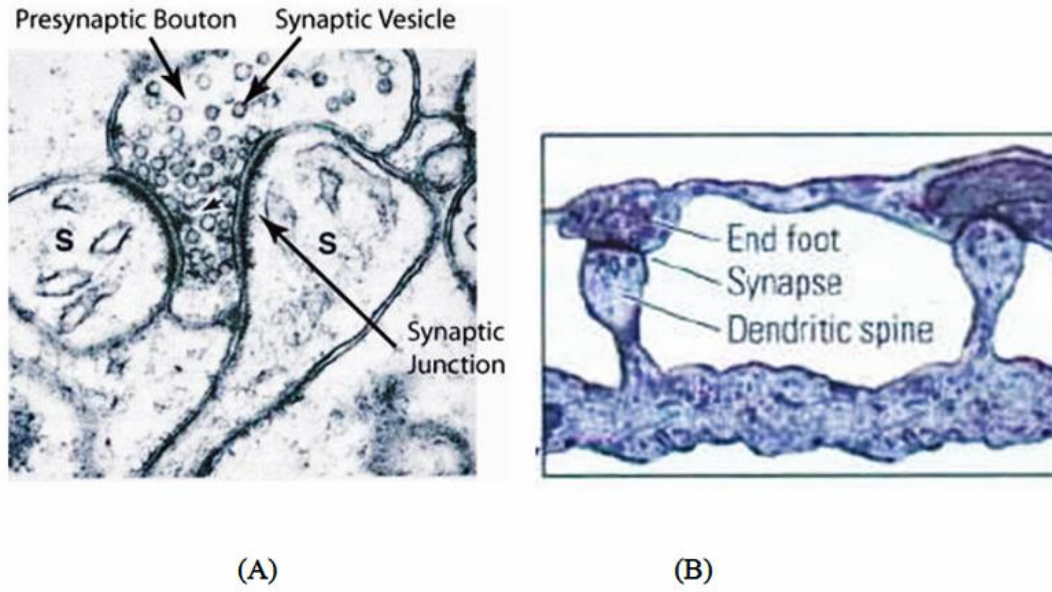 Presynaptic Bouton
Synaptic Vesicle
S
S
Synaptic
Junction
End foot
Synapse
Dendritic spine
(A)
(B)